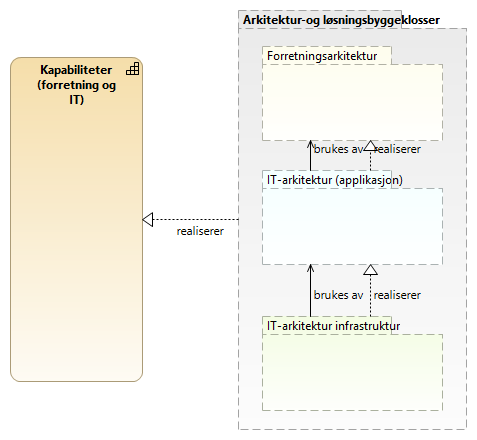 Arkitektur-og løsningsbyggeklosser
Kapabiliteter
(forretning og
IT)
realiserer
Forretningsarkitektur
brukes av
realiserer
IT-arkitektur (applikasjon)
brukes av
realiserer
IT-arkitektur infrastruktur